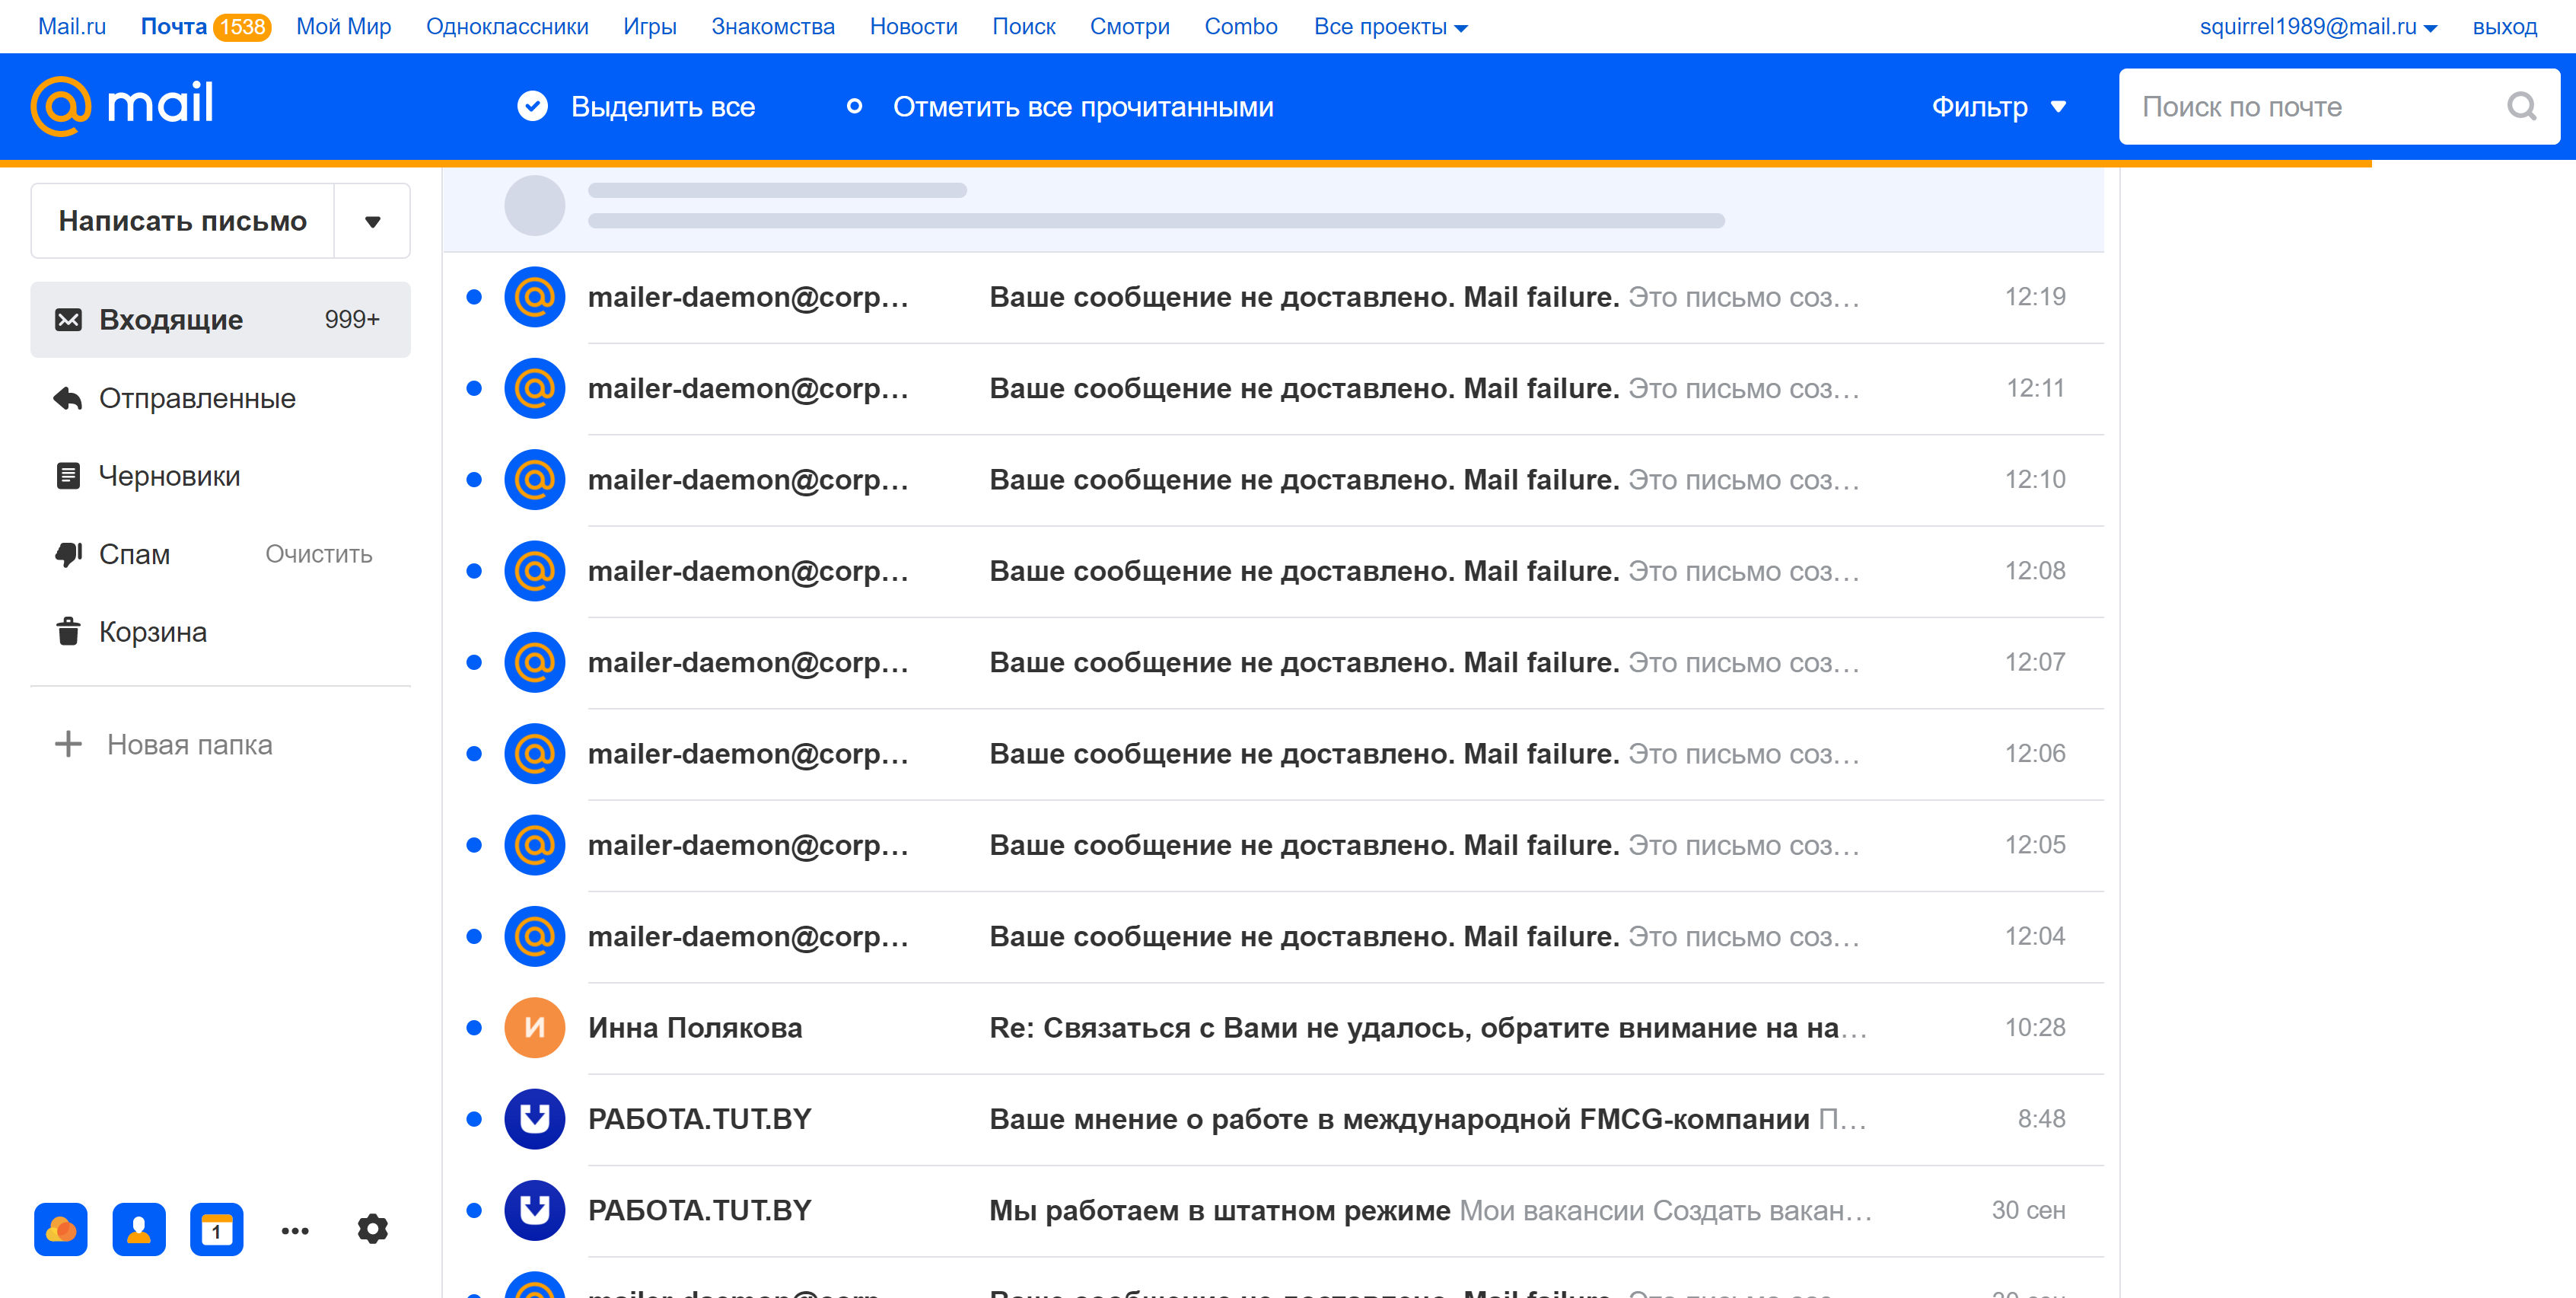 Mail.ru Почта 1538 Мой Мир Одноклассники Игры Знакомства Новости Поиск Смотри Combo Все проекты squirrel1989@mail.ru выход
mail Выделить все Отметить все прочитанными Фильтр Поиск по почте
Написать письмо
Входящие 999+
Отправленные
Черновики
Спам Очистить
Корзина
Новая папка
1
mailer-daemon@corp… Ваше сообщение не доставлено. Mail failure. Это письмо соз… 12:19
mailer-daemon@corp… Ваше сообщение не доставлено. Mail failure. Это письмо соз… 12:11
mailer-daemon@corp… Ваше сообщение не доставлено. Mail failure. Это письмо соз… 12:10
mailer-daemon@corp… Ваше сообщение не доставлено. Mail failure. Это письмо соз… 12:08
mailer-daemon@corp… Ваше сообщение не доставлено. Mail failure. Это письмо соз… 12:07
mailer-daemon@corp… Ваше сообщение не доставлено. Mail failure. Это письмо соз… 12:06
mailer-daemon@corp… Ваше сообщение не доставлено. Mail failure. Это письмо соз… 12:05
mailer-daemon@corp… Ваше сообщение не доставлено. Mail failure. Это письмо соз… 12:04
И Инна Полякова Re: Связаться с Вами не удалось, обратите внимание на на… 10:28
РАБОТА.TUT.BY Ваше мнение о работе в международной FMCG-компании П… 8:48
РАБОТА.TUT.BY Мы работаем в штатном режиме Мои вакансии Создать вакан… 30 сен